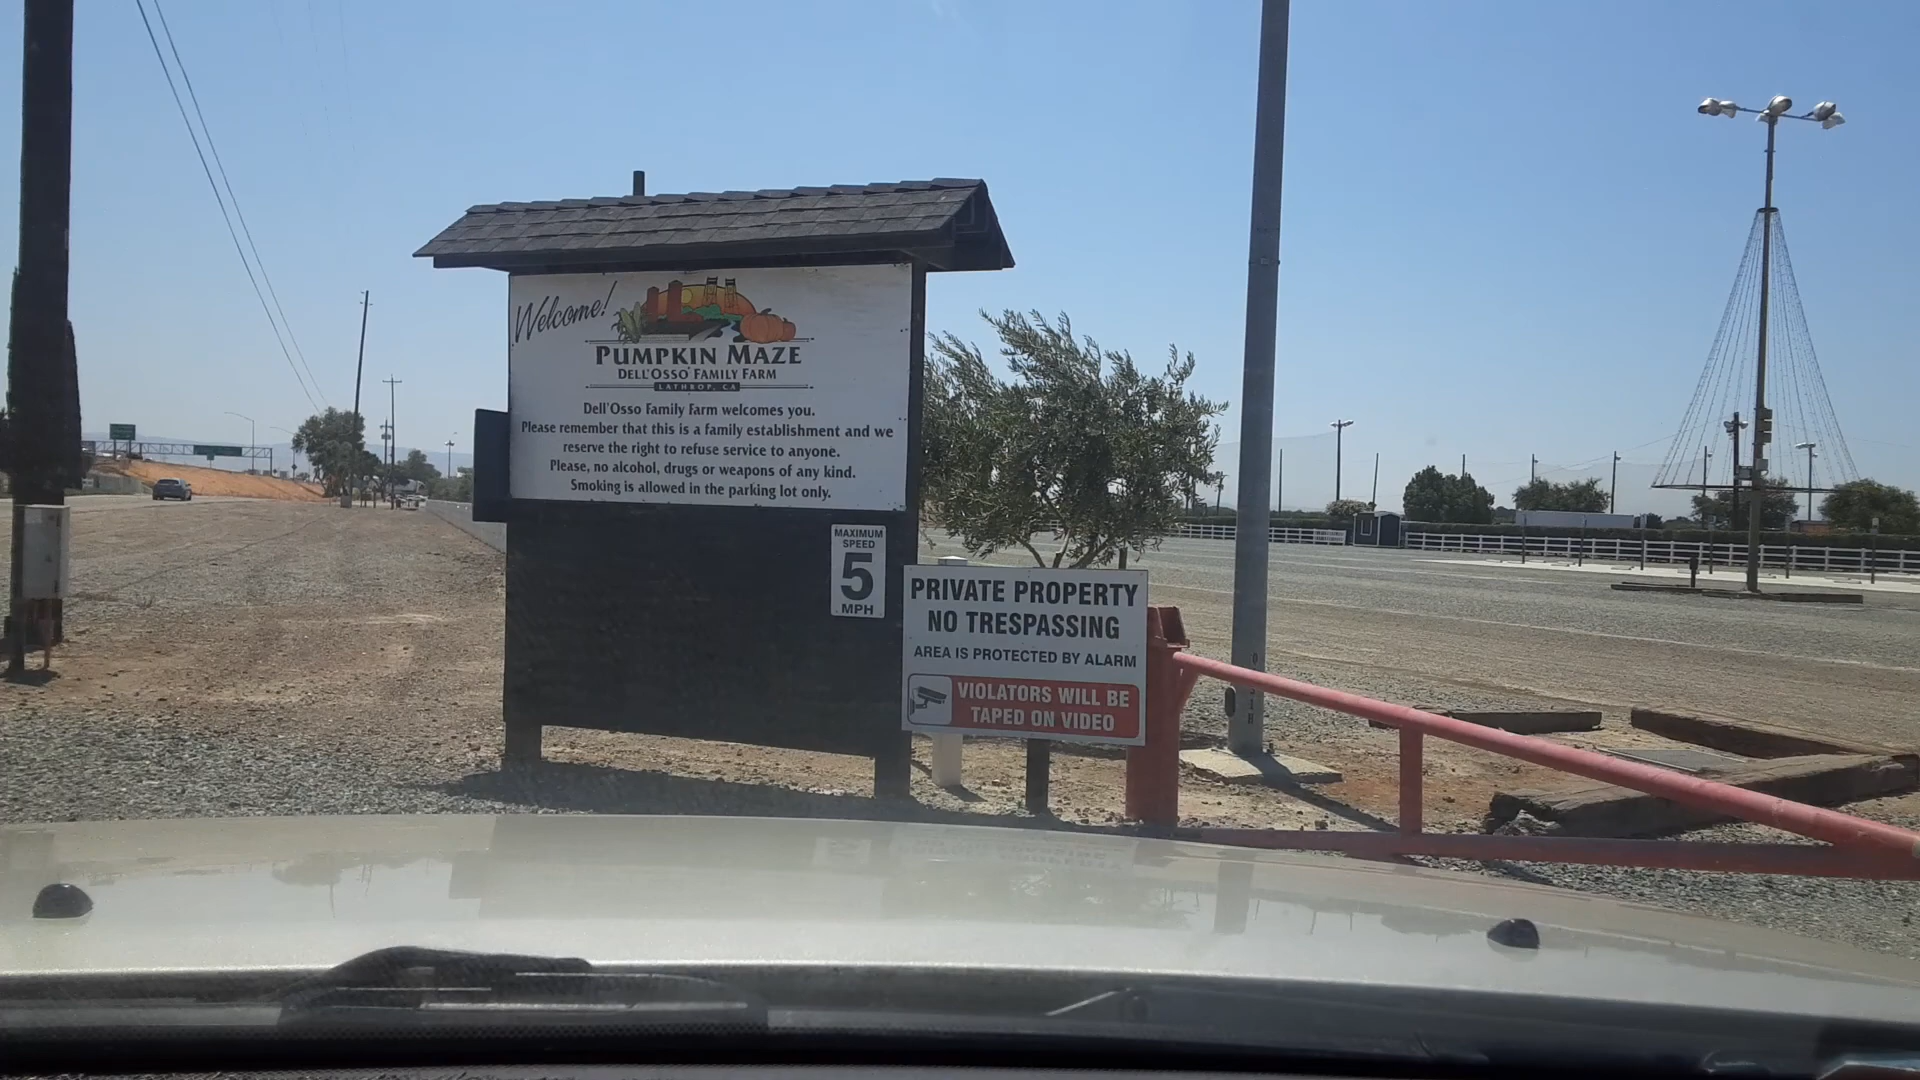 Welcome!
PUMPKIN MAZE
DELL'OSSO FAMILY FARM
LATHROP, CA
Dell'Osso Family Farm welcomes you.
Please remember that this is a family establishment and we
reserve the right to refuse service to anyone.
Please, no alcohol, drugs or weapons of any kind.
Smoking is allowed in the parking lot only.
MAXIMUM
SPEED
5
MPH
PRIVATE PROPERTY
NO TRESPASSING
AREA IS PROTECTED BY ALARM
VIOLATORS WILL BE
TAPED ON VIDEO